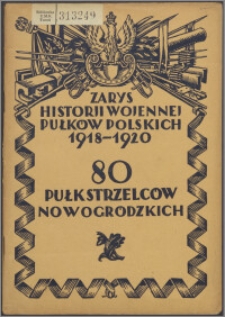 313249
ZARYS
HISTORII WOJENNEJ
PUŁKÓW POLSKICH
1918-1920
80
PUŁK STRZELCÓW
NOWOGRÓDZKICH